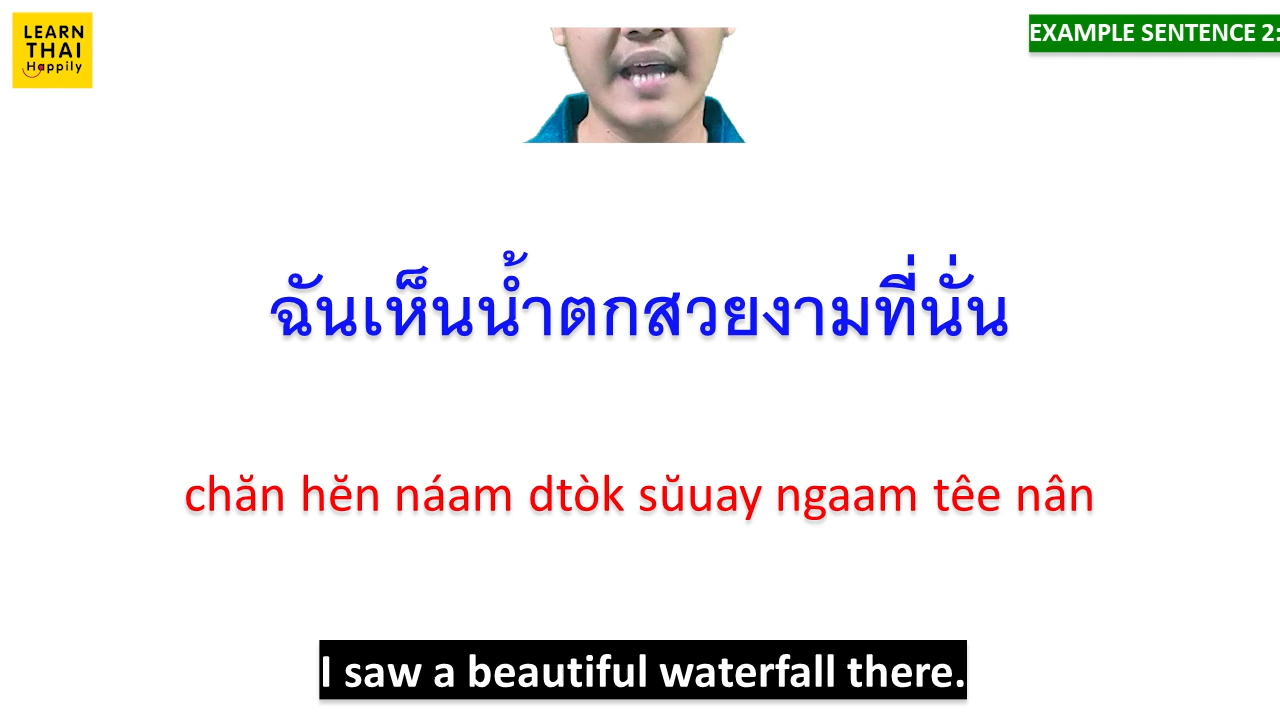 LEARN
THAI
Happily
EXAMPLE SENTENCE 2:
ฉันเห็นน้ำตกสวยงามที่นั่น
chăn hĕn náam dtòk sŭuay ngaam têe nân
I saw a beautiful waterfall there.